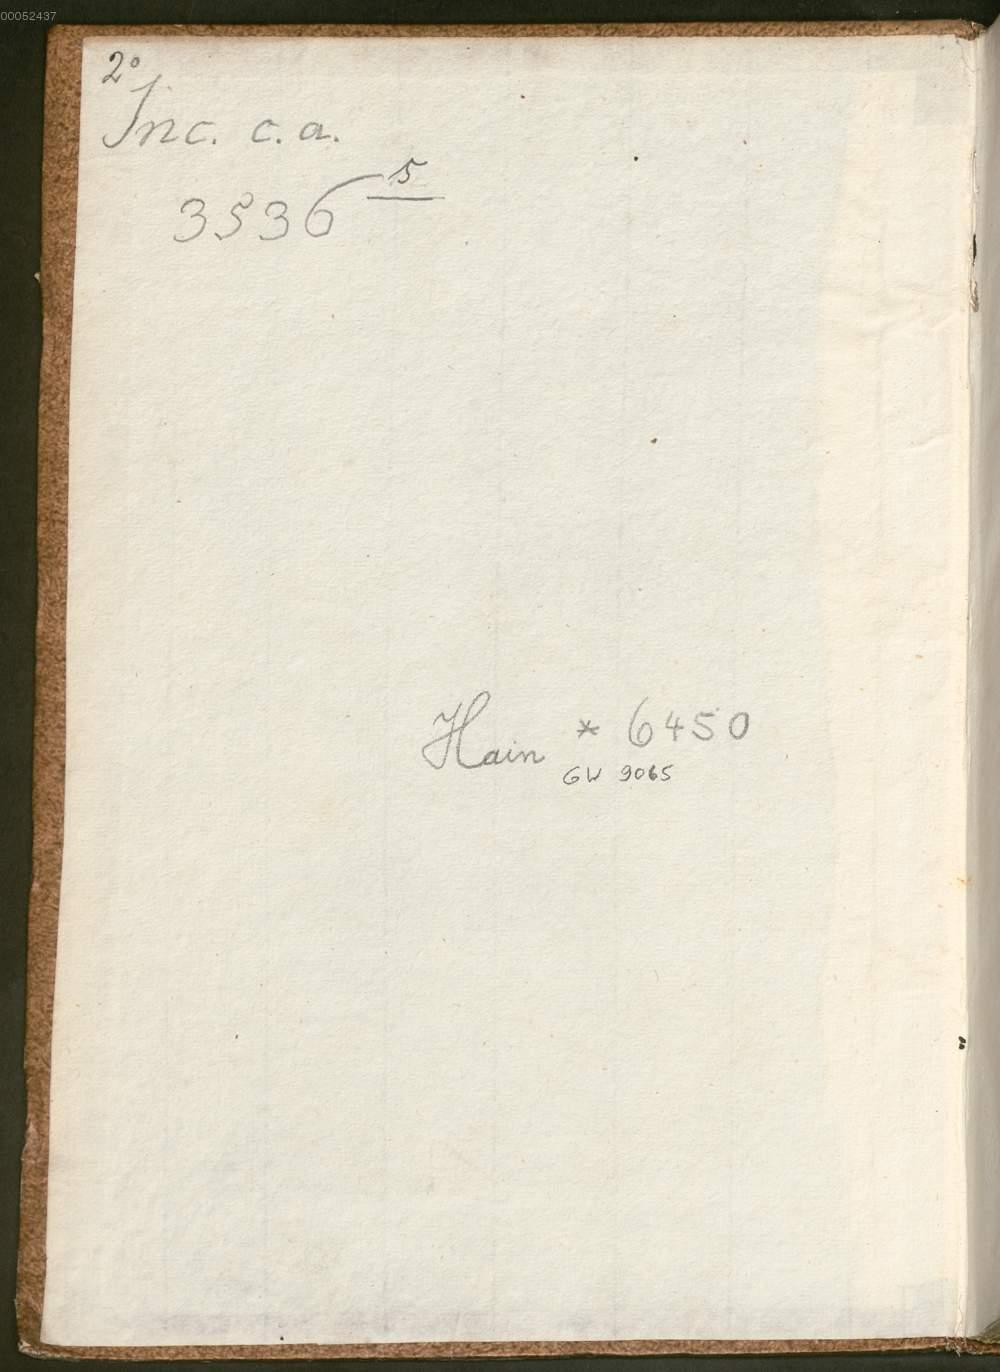 00052437
2°
Inc. c. a.
3536 5
Hain * 6450
GW 9065